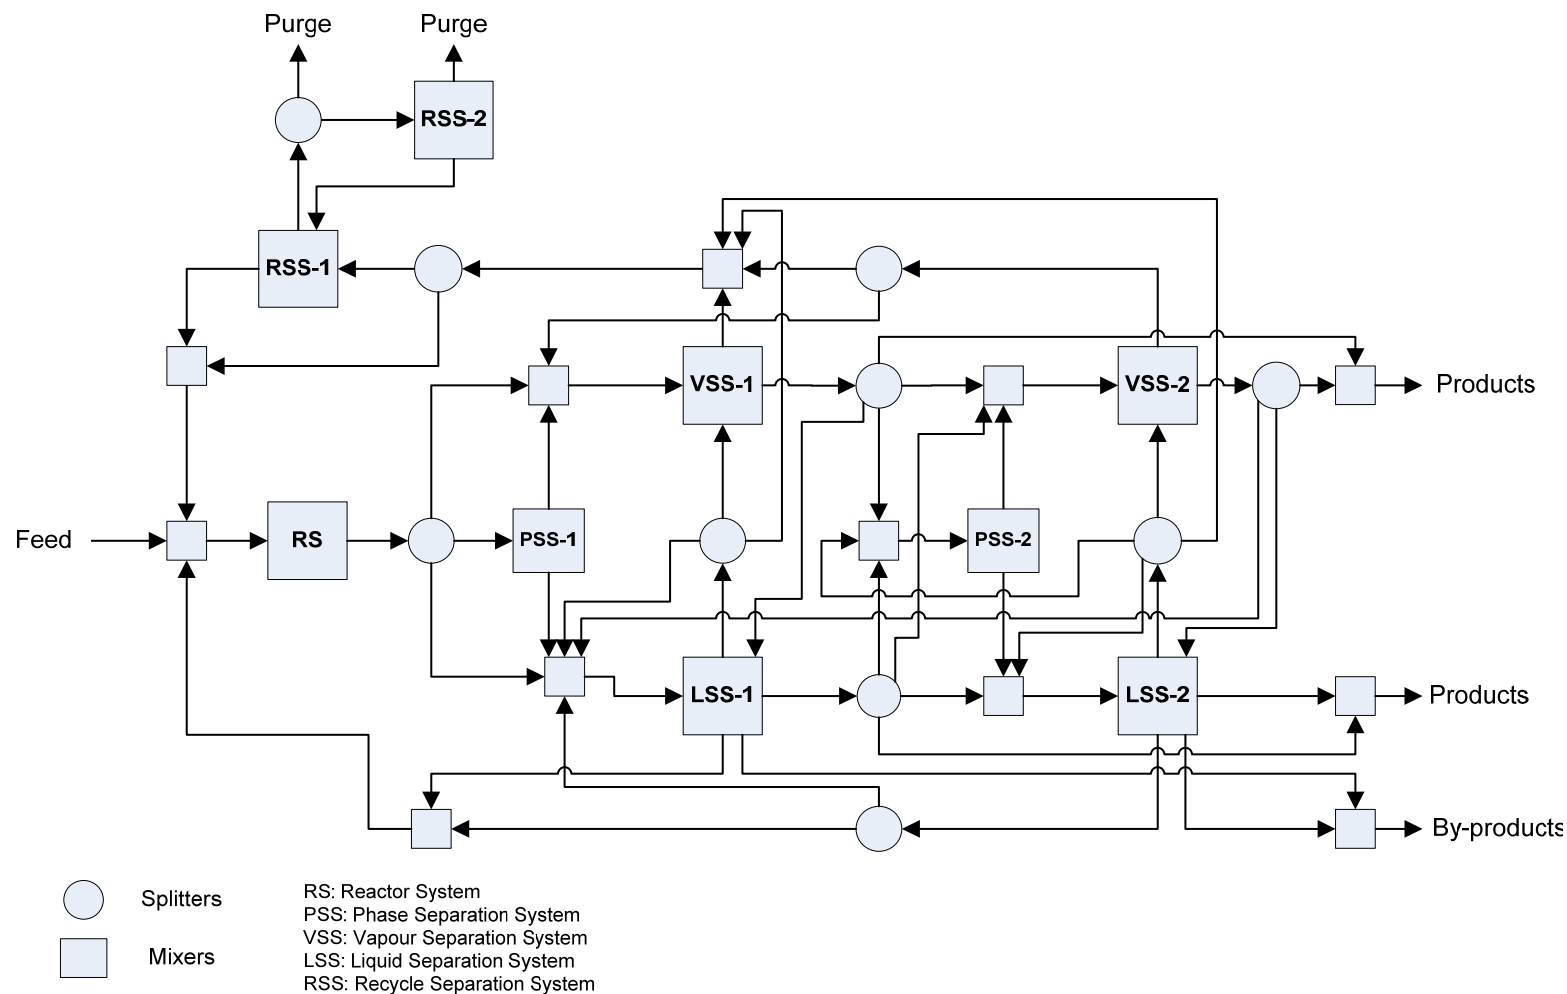 Purge
Purge
RSS-2
RSS-1
VSS-1
VSS-2
Products
Feed
RS
PSS-1
PSS-2
LSS-1
LSS-2
Products
By-products
Splitters
Mixers
RS: Reactor System
PSS: Phase Separation System
VSS: Vapour Separation System
LSS: Liquid Separation System
RSS: Recycle Separation System